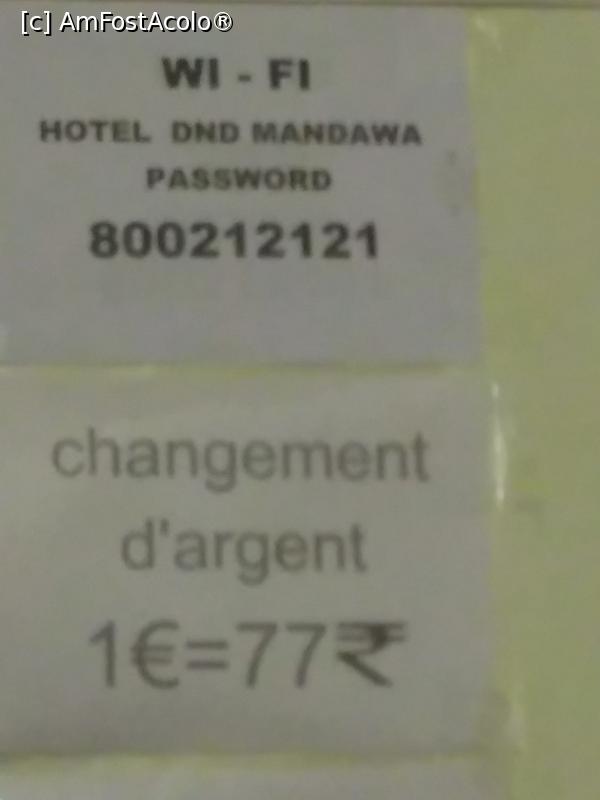 [c] AmFostAcolo®
WI - FI
HOTEL DND MANDAWA
PASSWORD
800212121
changement
d'argent
1€=77₹